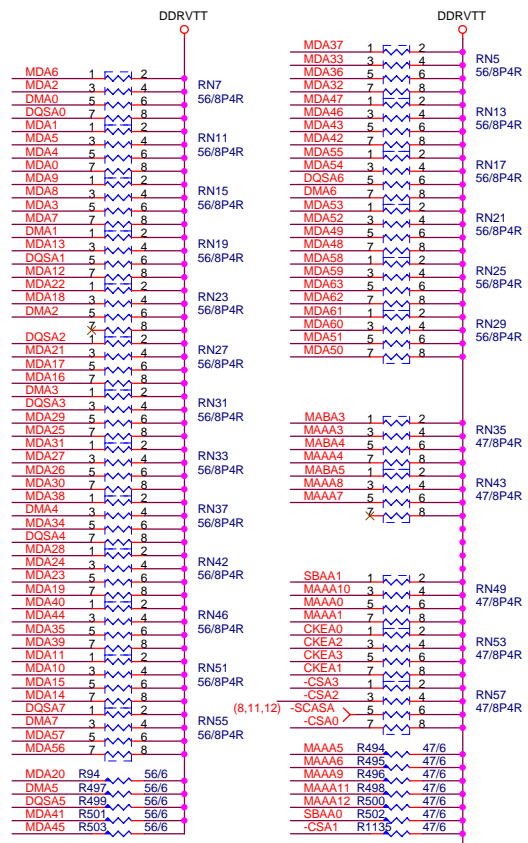 DDRVTT
MDA6 1 2
MDA2 3 4 RN7
DMA0 5 6 56/8P4R
DQSA0 7 8
MDA1 1 2
MDA5 3 4 RN11
MDA4 5 6 56/8P4R
MDA0 7 8
MDA9 1 2
MDA8 3 4 RN15
MDA3 5 6 56/8P4R
MDA7 7 8
DMA1 1 2
MDA13 3 4 RN19
DQSA1 5 6 56/8P4R
MDA12 7 8
MDA22 1 2
MDA18 3 4 RN23
DMA2 5 6 56/8P4R
7 8
DQSA2 1 2
MDA21 3 4 RN27
MDA17 5 6 56/8P4R
MDA16 7 8
DMA3 1 2
DQSA3 3 4 RN31
MDA29 5 6 56/8P4R
MDA25 7 8
MDA31 1 2
MDA27 3 4 RN33
MDA26 5 6 56/8P4R
MDA30 7 8
MDA38 1 2
DMA4 3 4 RN37
MDA34 5 6 56/8P4R
DQSA4 7 8
MDA28 1 2
MDA24 3 4 RN42
MDA23 5 6 56/8P4R
MDA19 7 8
MDA40 1 2
MDA44 3 4 RN46
MDA35 5 6 56/8P4R
MDA39 7 8
MDA11 1 2
MDA10 3 4 RN51
MDA15 5 6 56/8P4R
MDA14 7 8
DQSA7 1 2
DMA7 3 4 RN55
MDA57 5 6 56/8P4R
MDA56 7 8
MDA20 R94 56/6
DMA5 R497 56/6
DQSA5 R499 56/6
MDA41 R501 56/6
MDA45 R503 56/6
DDRVTT
MDA37 1 2
MDA33 3 4 RN5
MDA36 5 6 56/8P4R
MDA32 7 8
MDA47 1 2
MDA46 3 4 RN13
MDA43 5 6 56/8P4R
MDA42 7 8
MDA55 1 2
MDA54 3 4 RN17
DQSA6 5 6 56/8P4R
DMA6 7 8
MDA53 1 2
MDA52 3 4 RN21
MDA49 5 6 56/8P4R
MDA48 7 8
MDA58 1 2
MDA59 3 4 RN25
MDA63 5 6 56/8P4R
MDA62 7 8
MDA61 1 2
MDA60 3 4 RN29
MDA51 5 6 56/8P4R
MDA50 7 8
MABA3 1 2
MAAA3 3 4 RN35
MABA4 5 6 47/8P4R
MAAA4 7 8
MABA5 1 2
MAAA8 3 4 RN43
MAAA7 5 6 47/8P4R
7 8
SBAA1 1 2
MAAA10 3 4 RN49
MAAA0 5 6 47/8P4R
MAAA1 7 8
CKEA0 1 2
CKEA2 3 4 RN53
CKEA3 5 6 47/8P4R
CKEA1 7 8
-CSA3 1 2
-CSA2 3 4 RN57
(8,11,12) -SCASA 5 6 47/8P4R
-CSA0 7 8
MAAA5 R494 47/6
MAAA6 R495 47/6
MAAA9 R496 47/6
MAAA11 R498 47/6
MAAA12 R500 47/6
SBAA0 R502 47/6
-CSA1 R1135 47/6